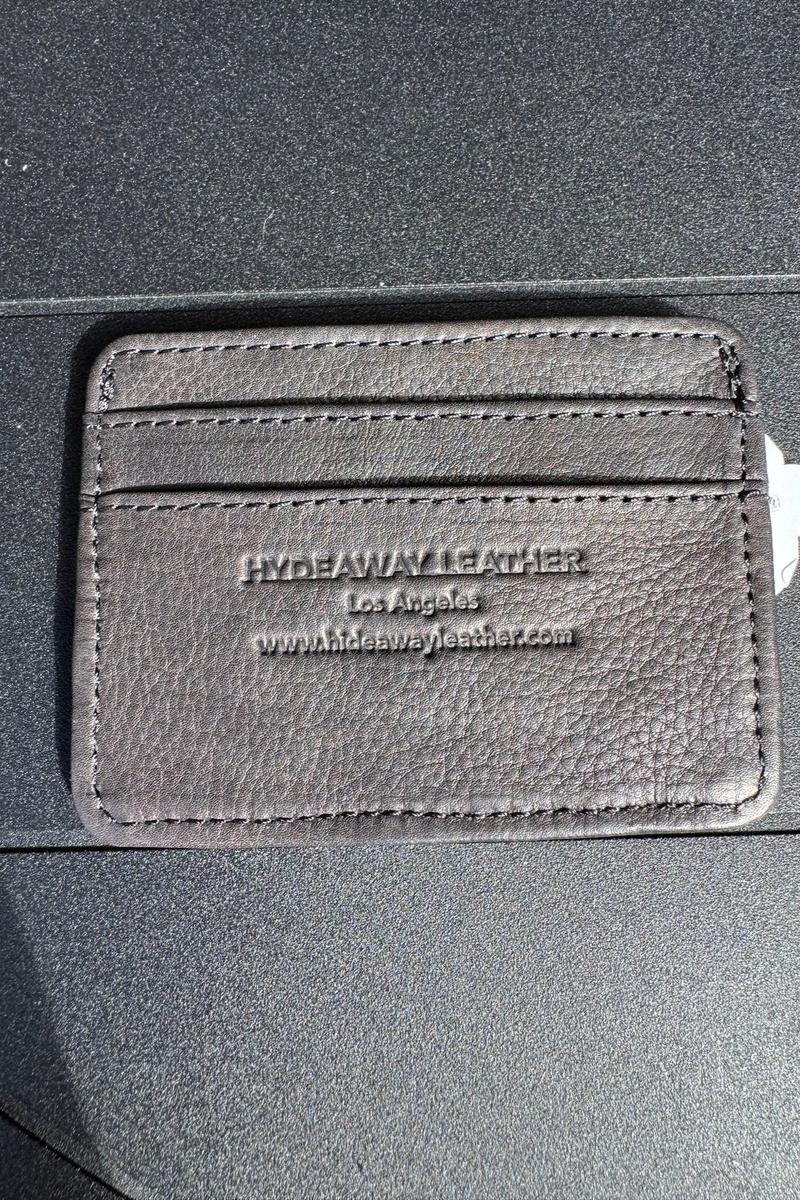 HYDEAWAY LEATHER
Los Angeles
www.hideawayleather.com